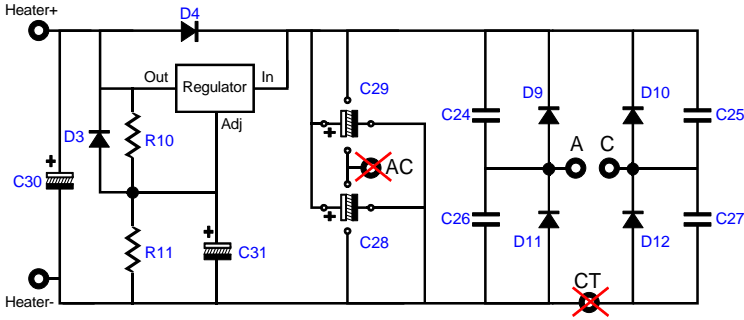 Heater+
D4
Out
Regulator
In
Adj
C29
D3
R10
C24
D9
D10
C25
A
C
AC
C30
+
+
+
+
R11
C31
C28
C26
D11
D12
C27
CT
Heater-